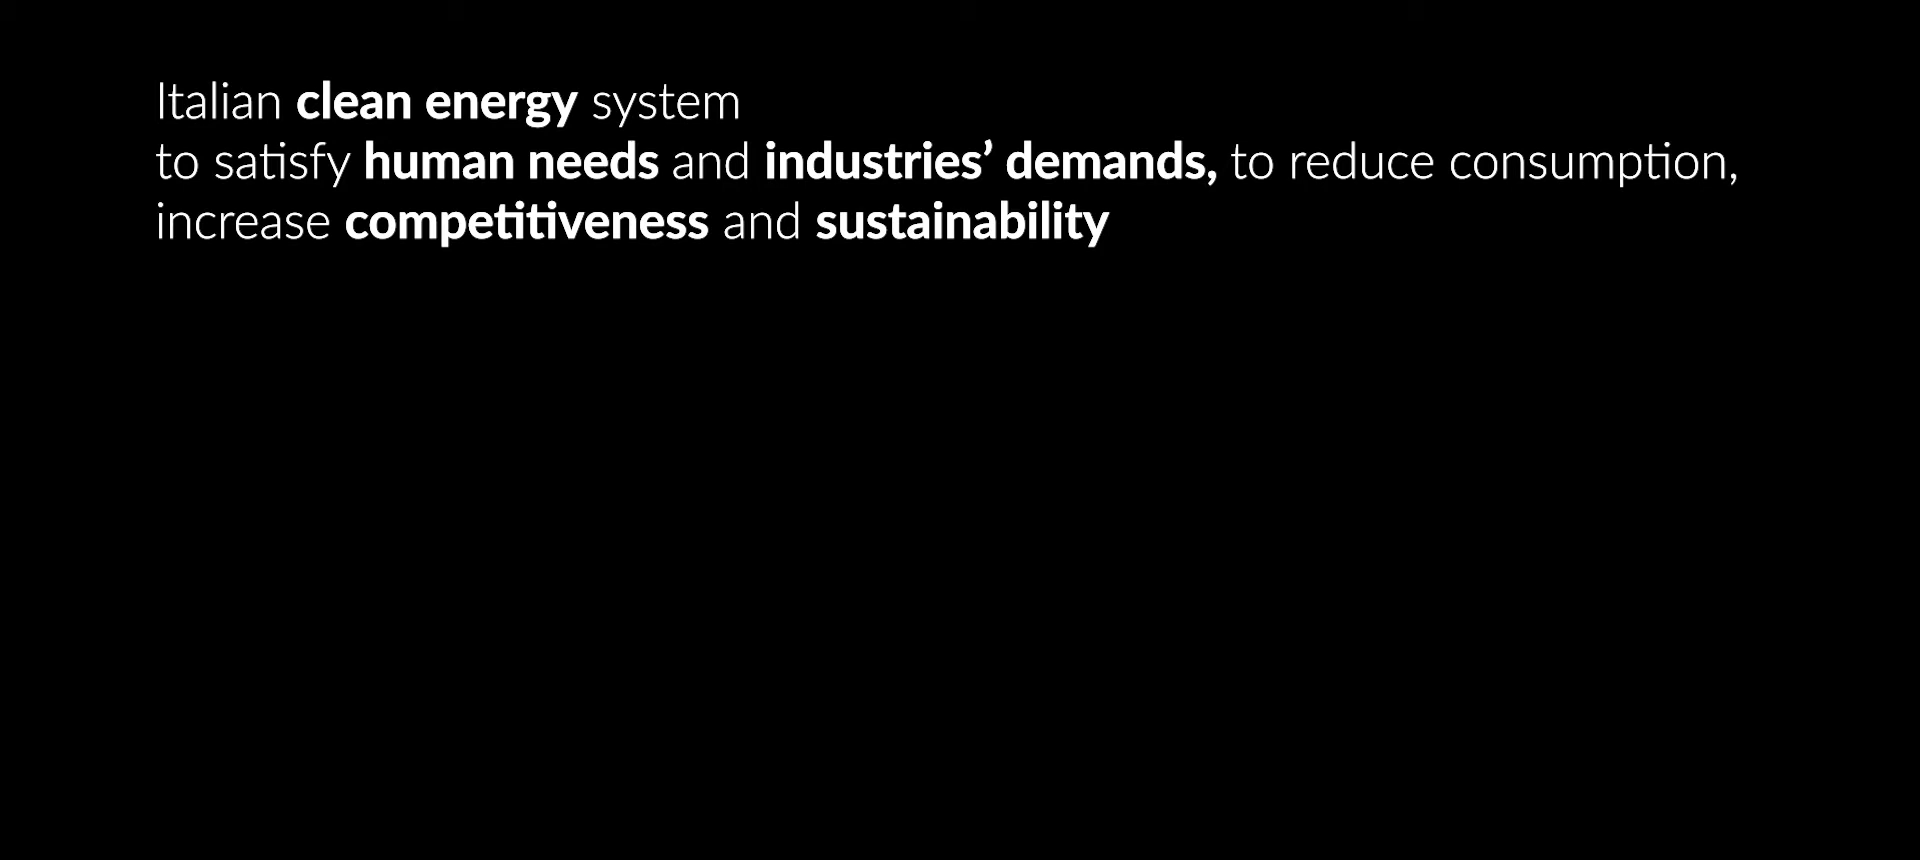 Italian clean energy system
to satisfy human needs and industries’ demands, to reduce consumption,
increase competitiveness and sustainability